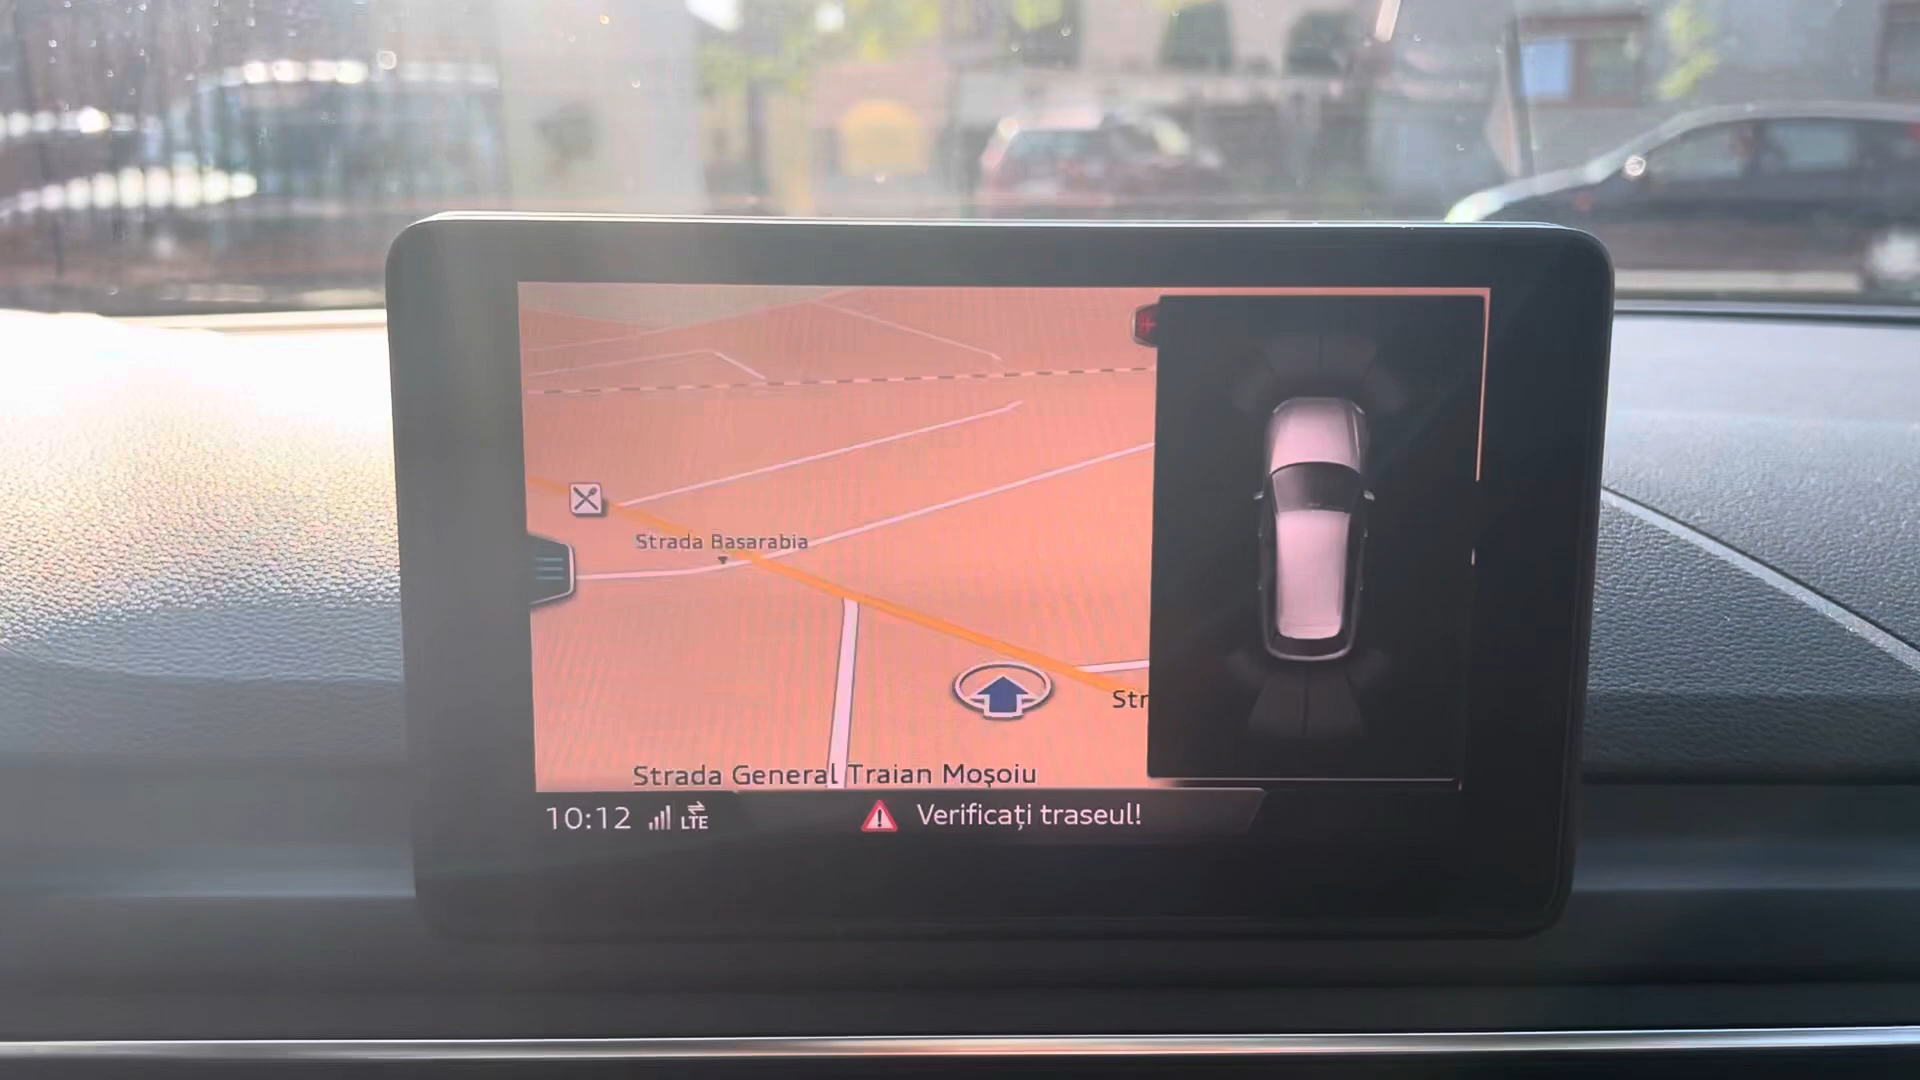 Strada Basarabia
Str
Strada General Traian Moșoiu
10:12 LTE
Verificați traseul!